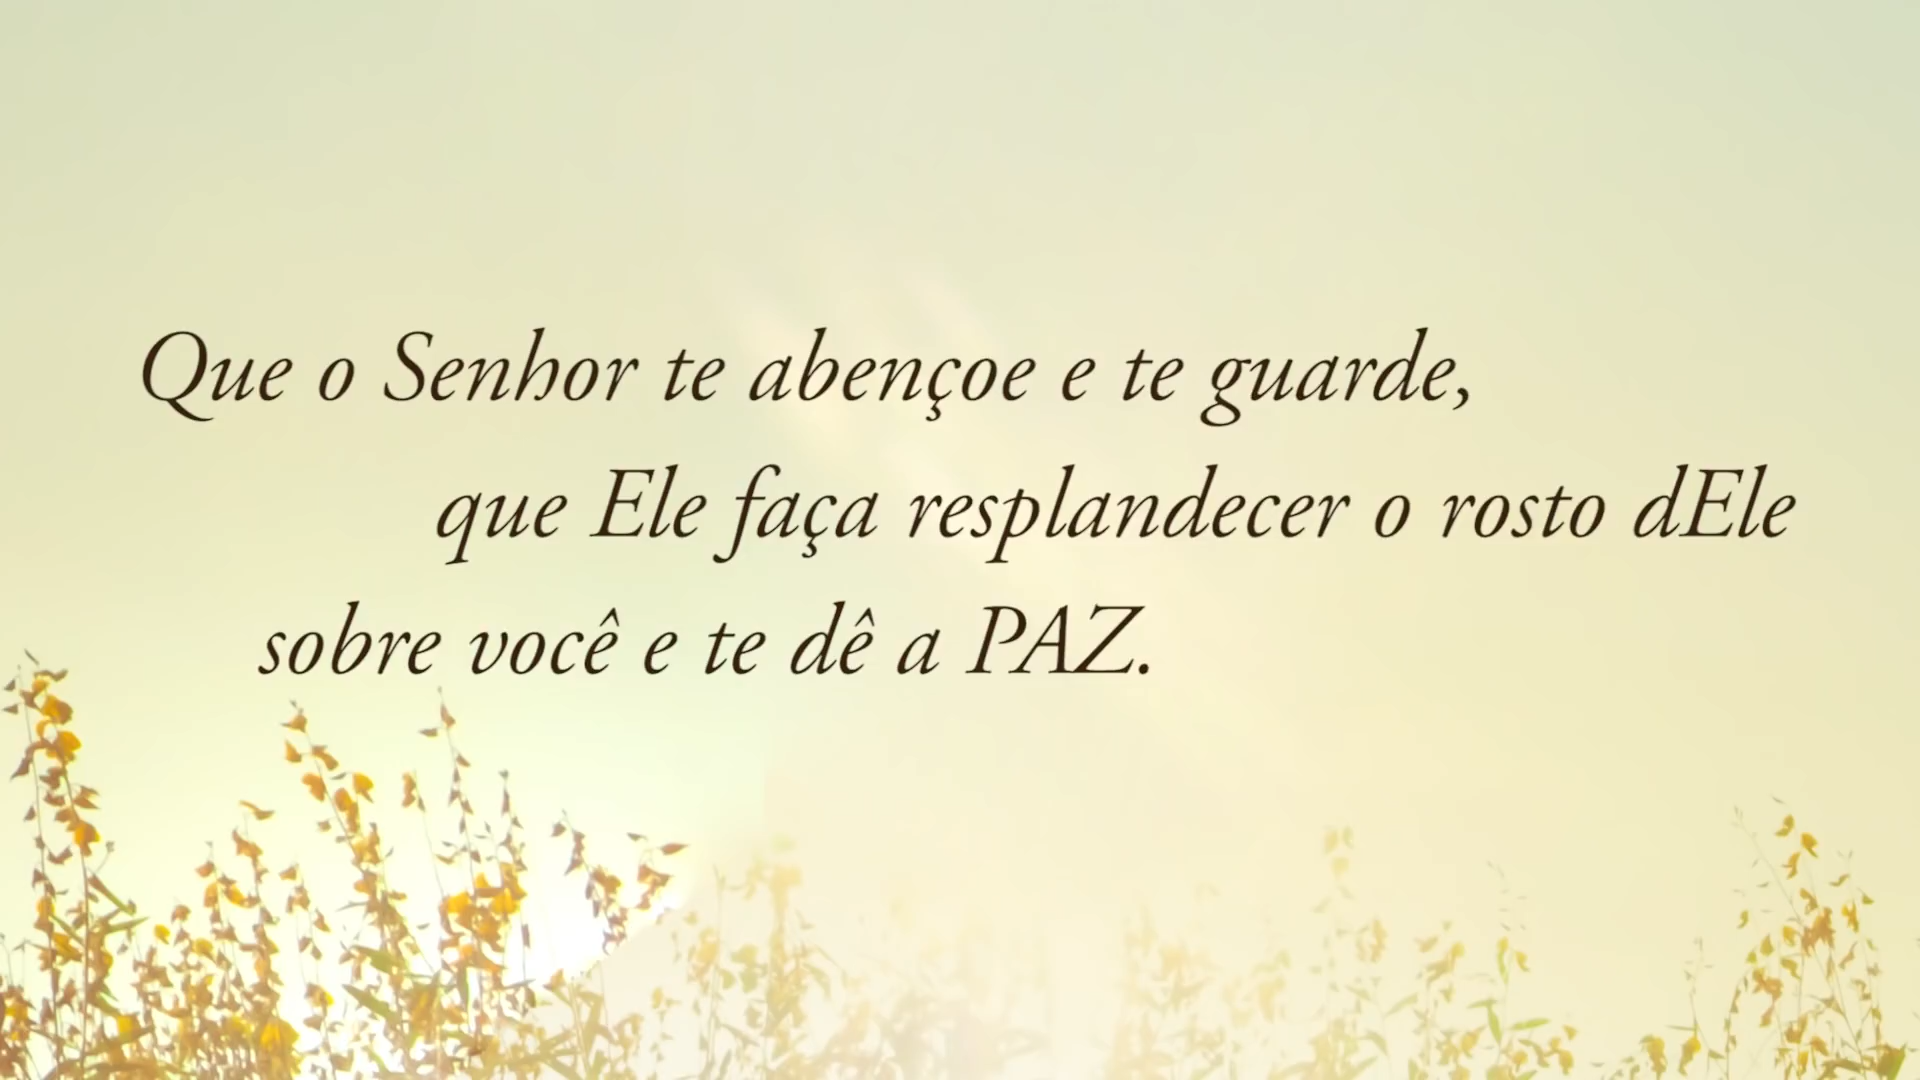 Que o Senhor te abençoe e te guarde,
que Ele faça resplandecer o rosto dEle
sobre você e te dê a PAZ.